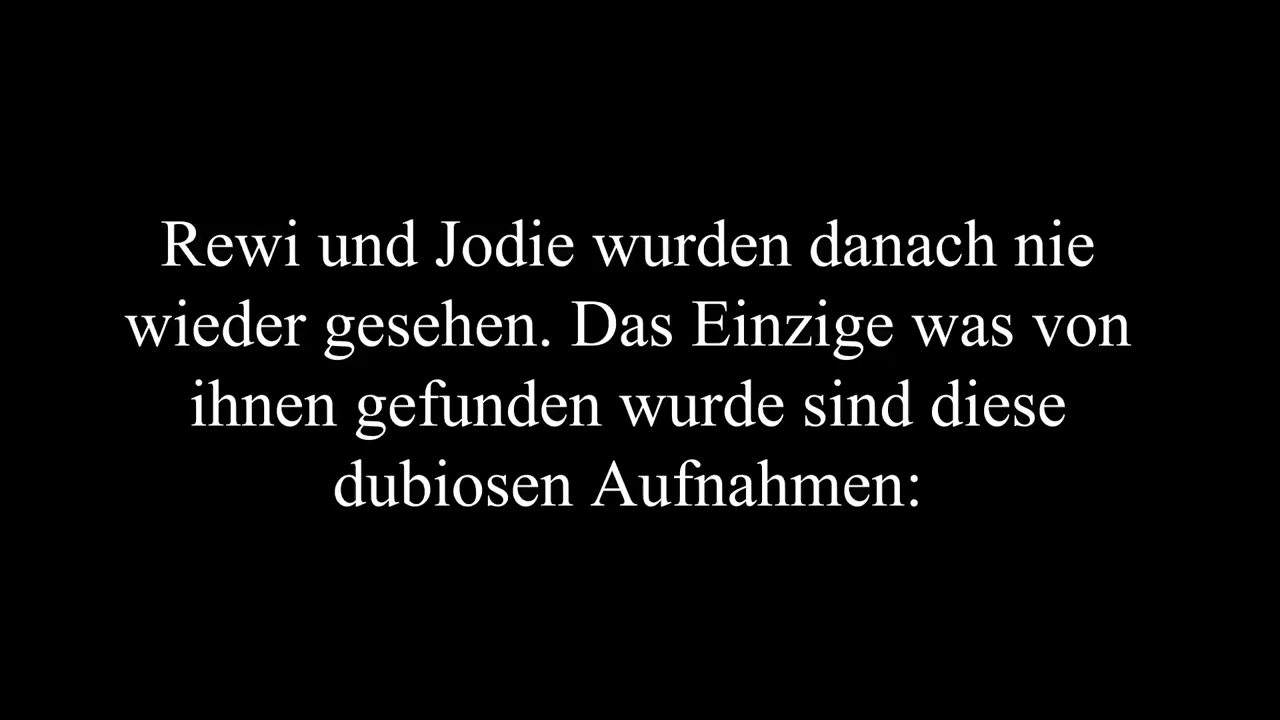 Rewi und Jodie wurden danach nie
wieder gesehen. Das Einzige was von
ihnen gefunden wurde sind diese
dubiosen Aufnahmen: